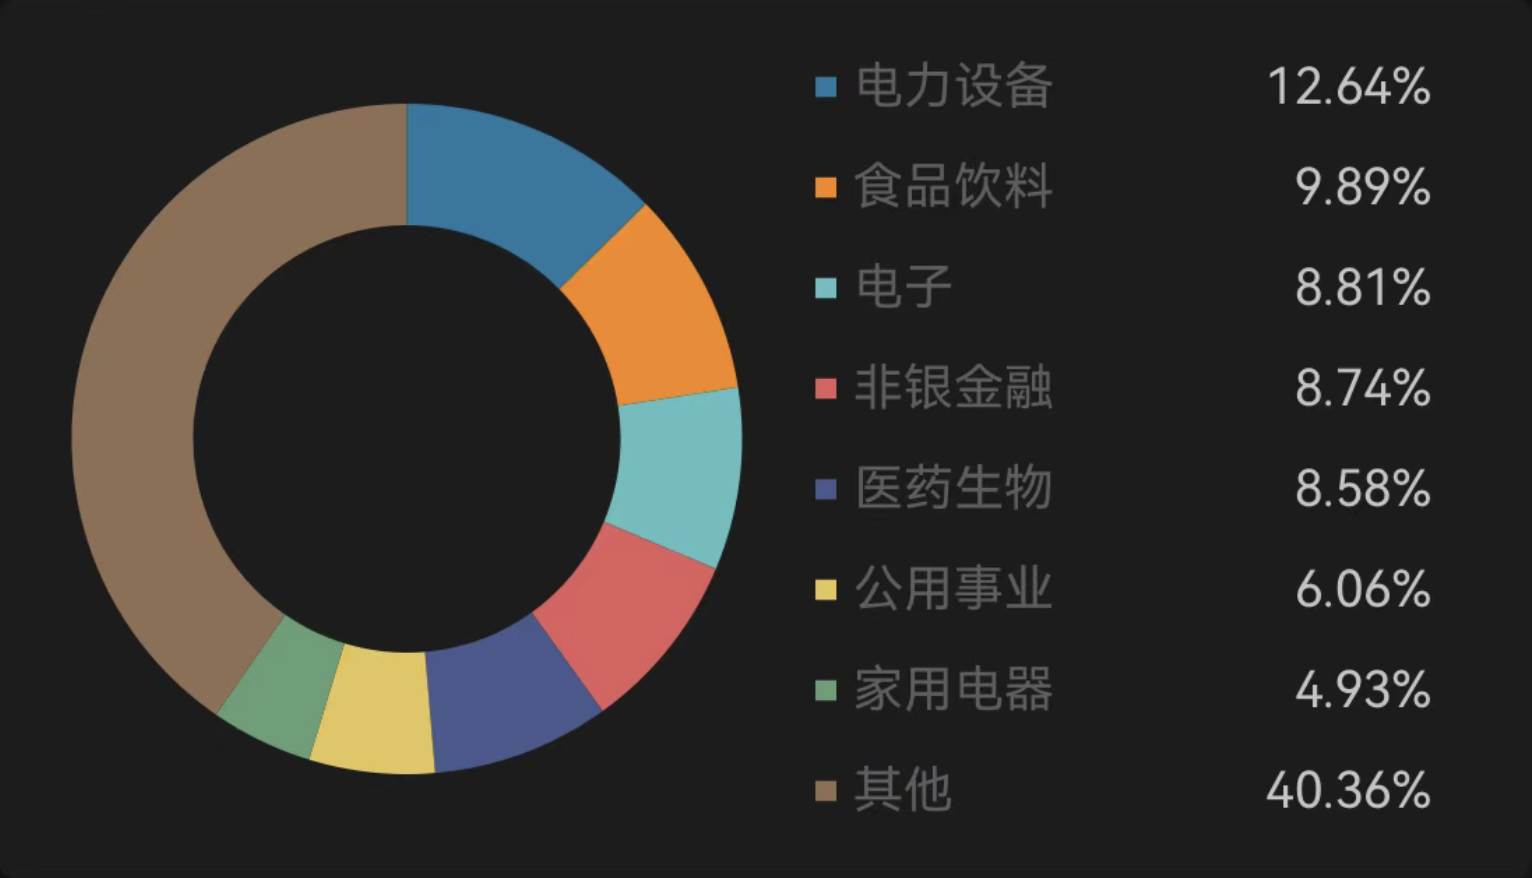 电力设备 12.64%
食品饮料 9.89%
电子 8.81%
非银金融 8.74%
医药生物 8.58%
公用事业 6.06%
家用电器 4.93%
其他 40.36%